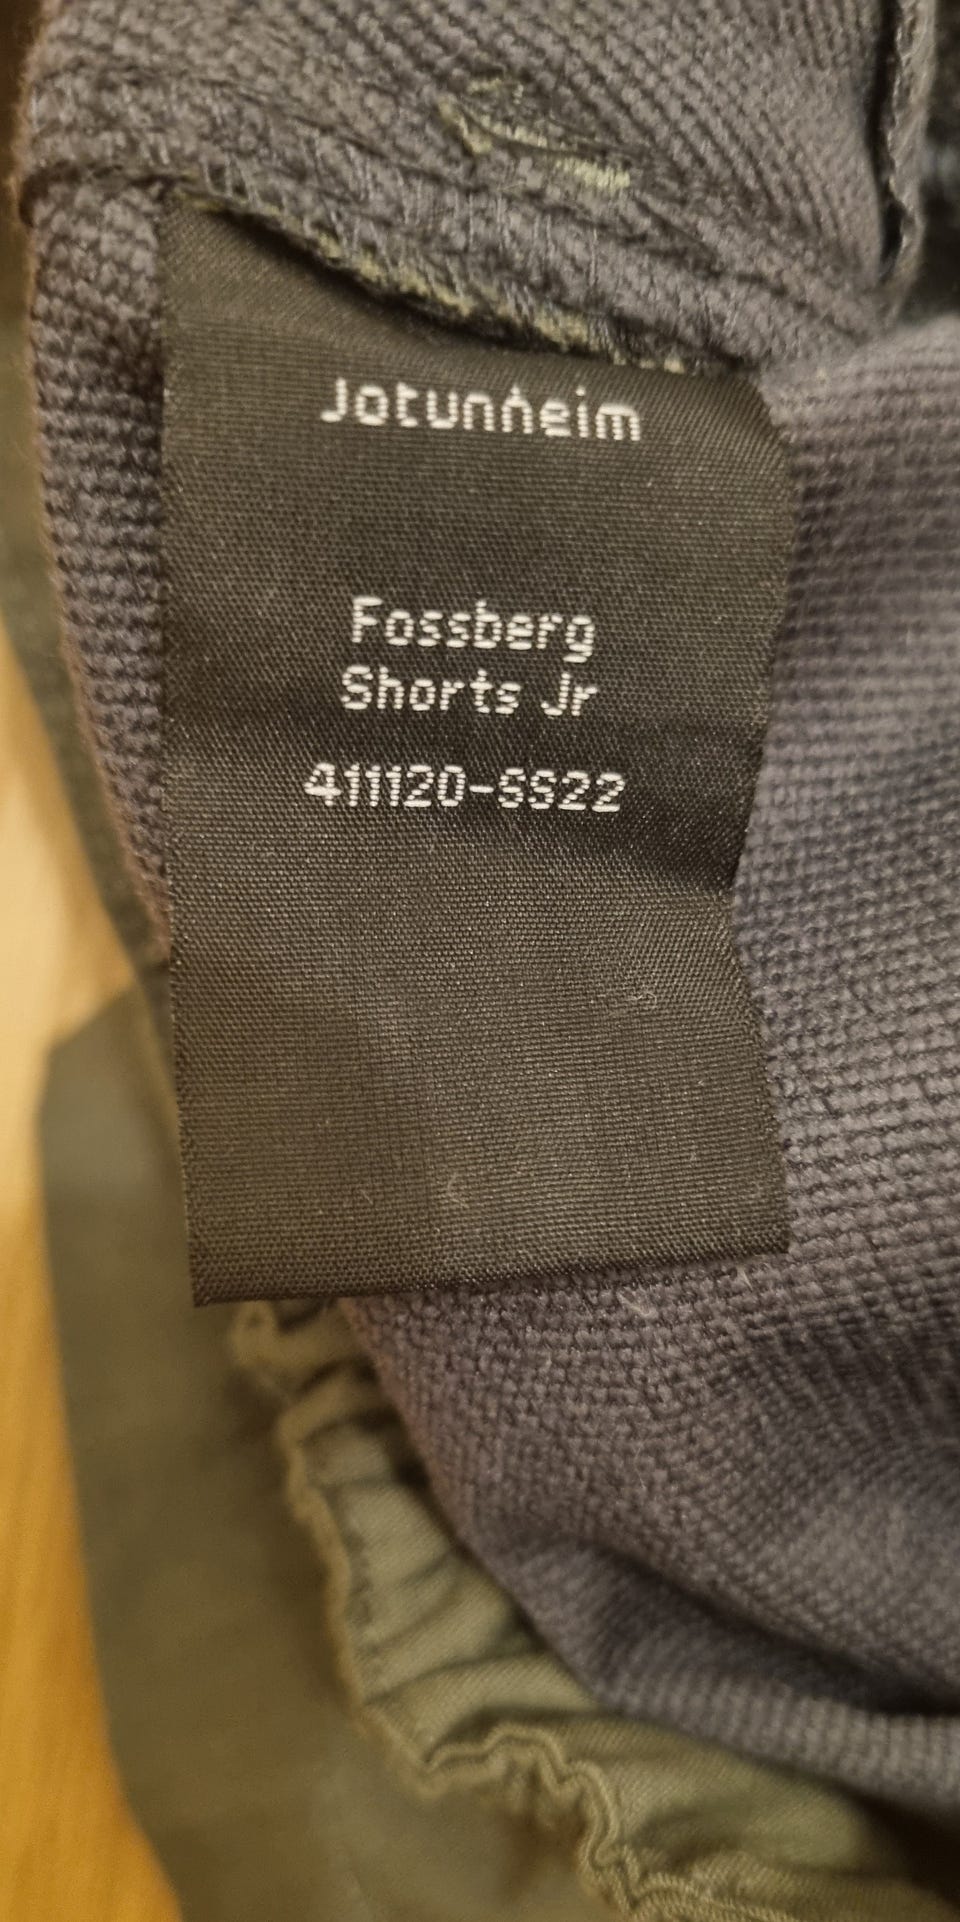 Jotunheim
Fossberg
Shorts Jr
411120-SS22